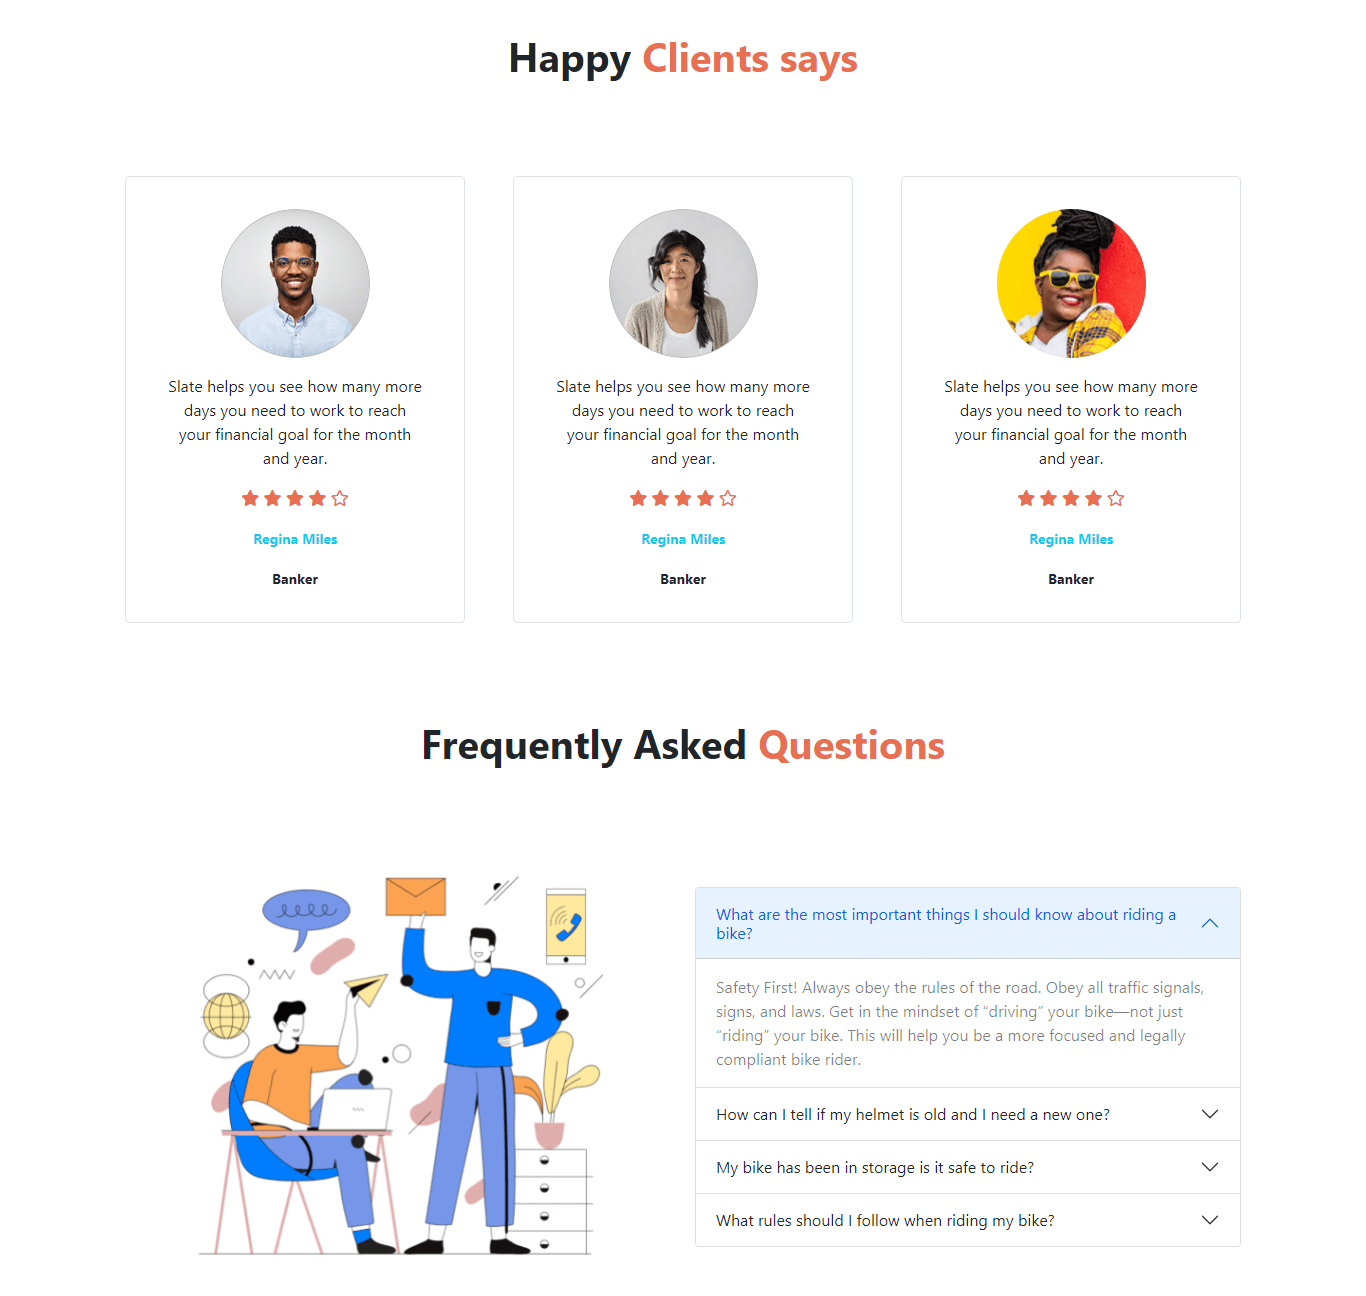 Happy Clients says
Slate helps you see how many more
days you need to work to reach
your financial goal for the month
and year.
Regina Miles
Banker
Slate helps you see how many more
days you need to work to reach
your financial goal for the month
and year.
Regina Miles
Banker
Slate helps you see how many more
days you need to work to reach
your financial goal for the month
and year.
Regina Miles
Banker
Frequently Asked Questions
What are the most important things I should know about riding a
bike?
Safety First! Always obey the rules of the road. Obey all traffic signals,
signs, and laws. Get in the mindset of “driving” your bike—not just
“riding” your bike. This will help you be a more focused and legally
compliant bike rider.
How can I tell if my helmet is old and I need a new one?
My bike has been in storage is it safe to ride?
What rules should I follow when riding my bike?